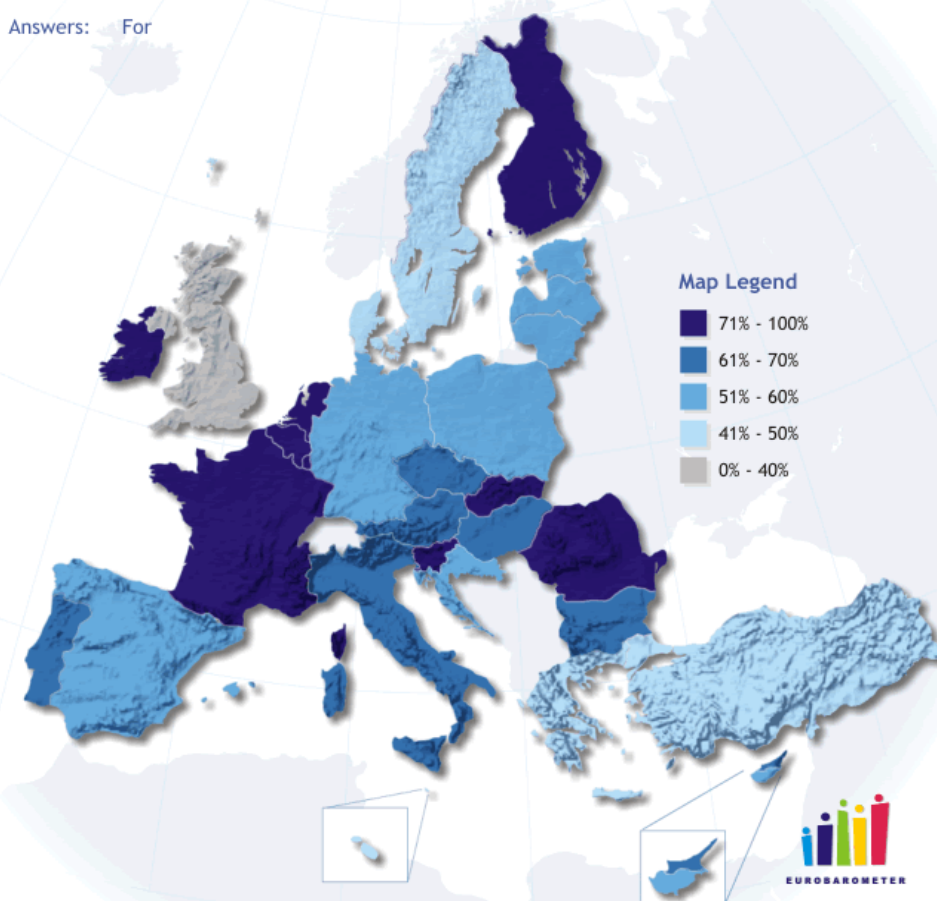 Answers: For
Map Legend
71% - 100%
61% - 70%
51% - 60%
41% - 50%
0% - 40%
EUROBAROMETER